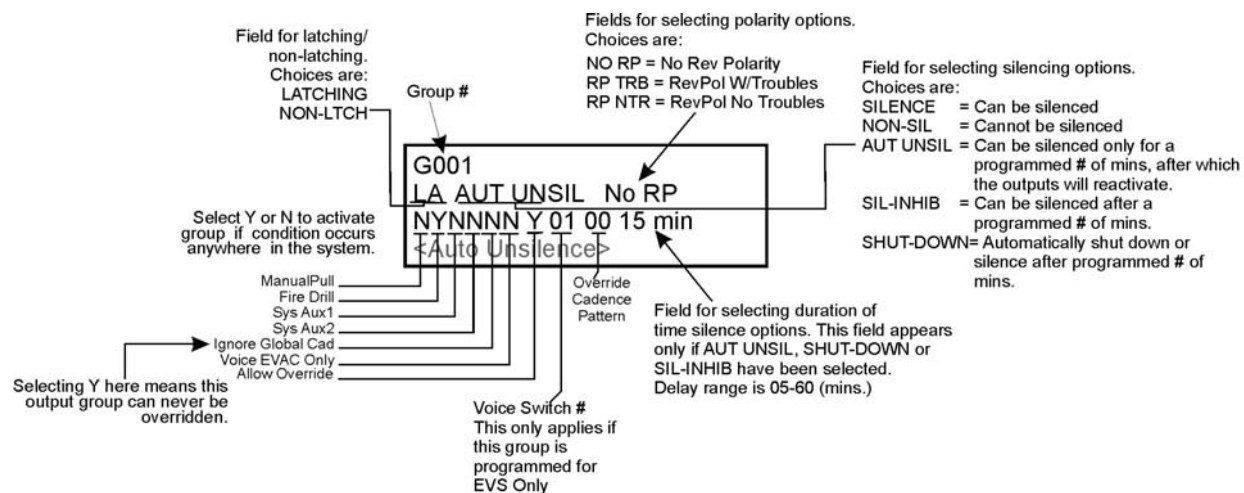 Field for latching/
non-latching.
Choices are:
LATCHING
NON-LTCH
Group #
Fields for selecting polarity options.
Choices are:
NO RP = No Rev Polarity
RP TRB = RevPol W/Troubles
RP NTR = RevPol No Troubles
Field for selecting silencing options.
Choices are:
SILENCE = Can be silenced
NON-SIL = Cannot be silenced
AUT UNSIL = Can be silenced only for a
programmed # of mins, after which
the outputs will reactivate.
SIL-INHIB = Can be silenced after a
programmed # of mins.
SHUT-DOWN= Automatically shut down or
silence after programmed # of
mins.
G001
LA AUT UNSIL No RP
NYNNNN Y 01 00 15 min
<Auto Unsilence>
Select Y or N to activate
group if condition occurs
anywhere in the system.
ManualPull
Fire Drill
Sys Aux1
Sys Aux2
Ignore Global Cad
Voice EVAC Only
Allow Override
Selecting Y here means this
output group can never be
overridden.
Override
Cadence
Pattern
Voice Switch #
This only applies if
this group is
programmed for
EVS Only
Field for selecting duration of
time silence options. This field appears
only if AUT UNSIL, SHUT-DOWN or
SIL-INHIB have been selected.
Delay range is 05-60 (mins.)